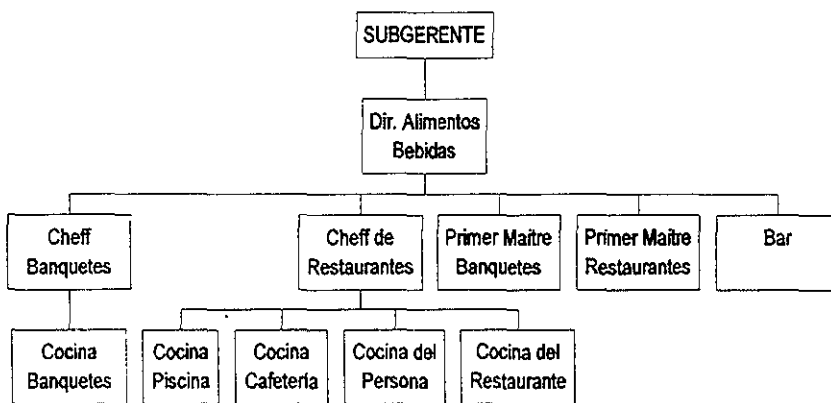 SUBGERENTE
Dir. Alimentos
Bebidas
Cheff
Banquetes
Cheff de
Restaurantes
Primer Maitre
Banquetes
Primer Maitre
Restaurantes
Bar
Cocina
Banquetes
Cocina
Piscina
Cocina
Cafetería
Cocina del
Persona
Cocina del
Restaurante